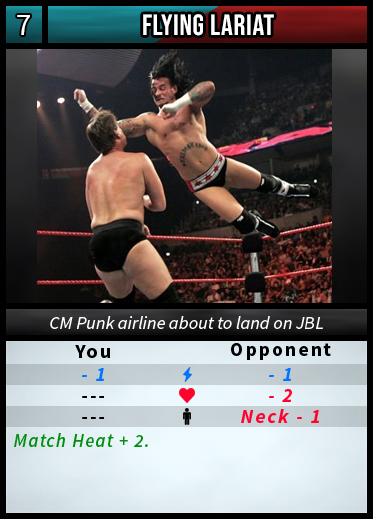 7 FLYING LARIAT
CM Punk airline about to land on JBL
You Opponent
- 1 - 1
--- - 2
--- Neck - 1
Match Heat + 2.